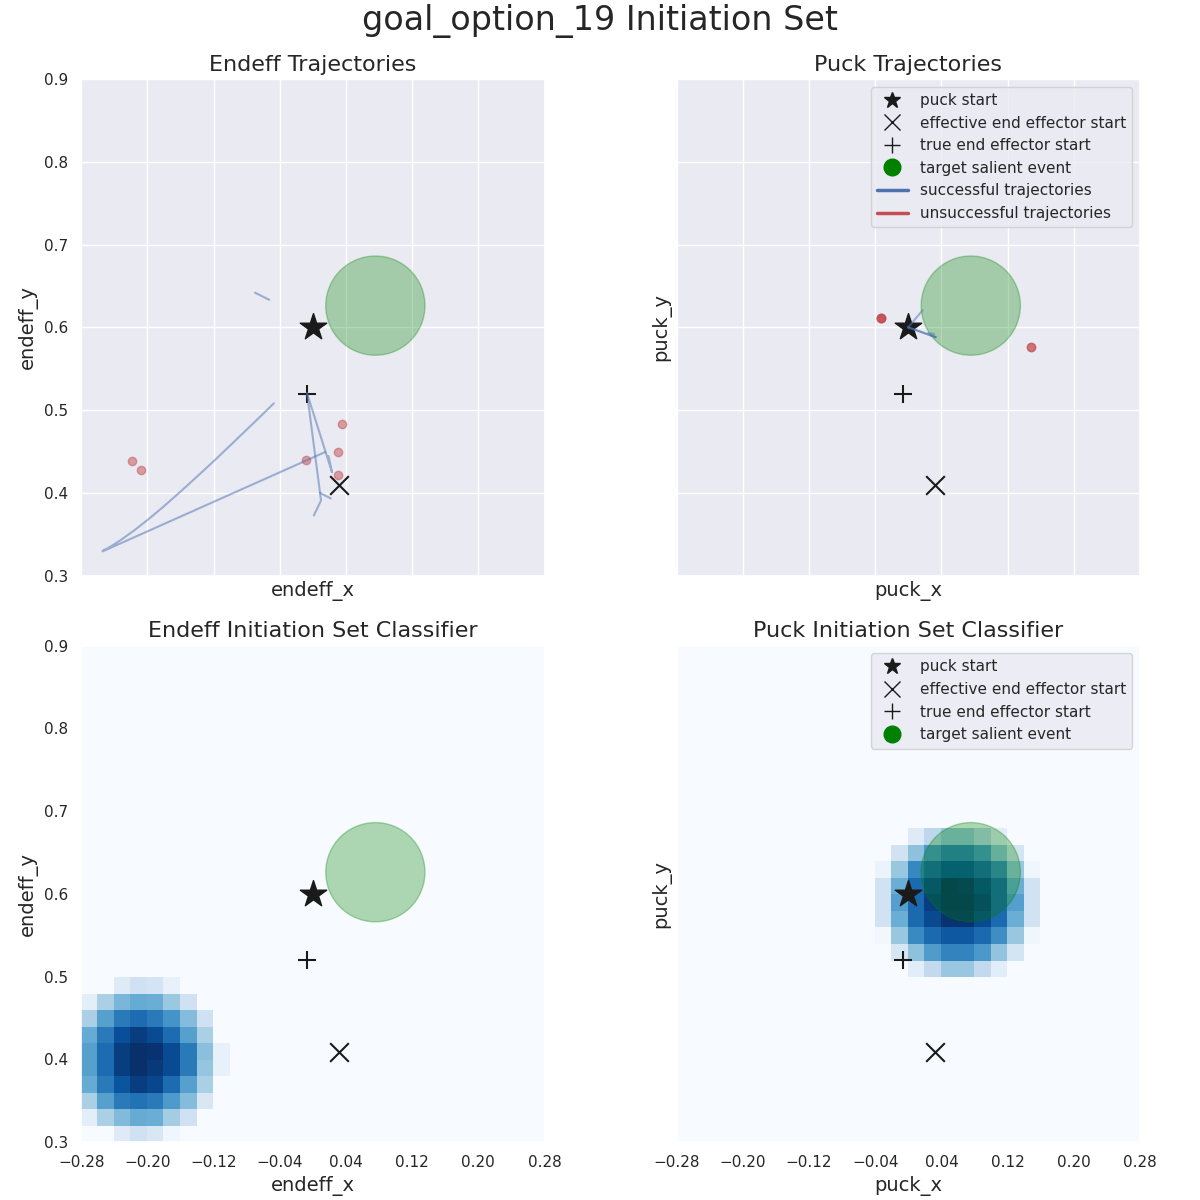 goal_option_19 Initiation Set
Endeff Trajectories
0.9
0.8
0.7
0.6
0.5
0.4
0.3
endeff_y
endeff_x
Puck Trajectories
puck start
effective end effector start
true end effector start
target salient event
successful trajectories
unsuccessful trajectories
puck_y
puck_x
Endeff Initiation Set Classifier
0.9
0.8
0.7
0.6
0.5
0.4
0.3
endeff_y
−0.28 −0.20 −0.12 −0.04 0.04 0.12 0.20 0.28
endeff_x
Puck Initiation Set Classifier
puck start
effective end effector start
true end effector start
target salient event
puck_y
−0.28 −0.20 −0.12 −0.04 0.04 0.12 0.20 0.28
puck_x